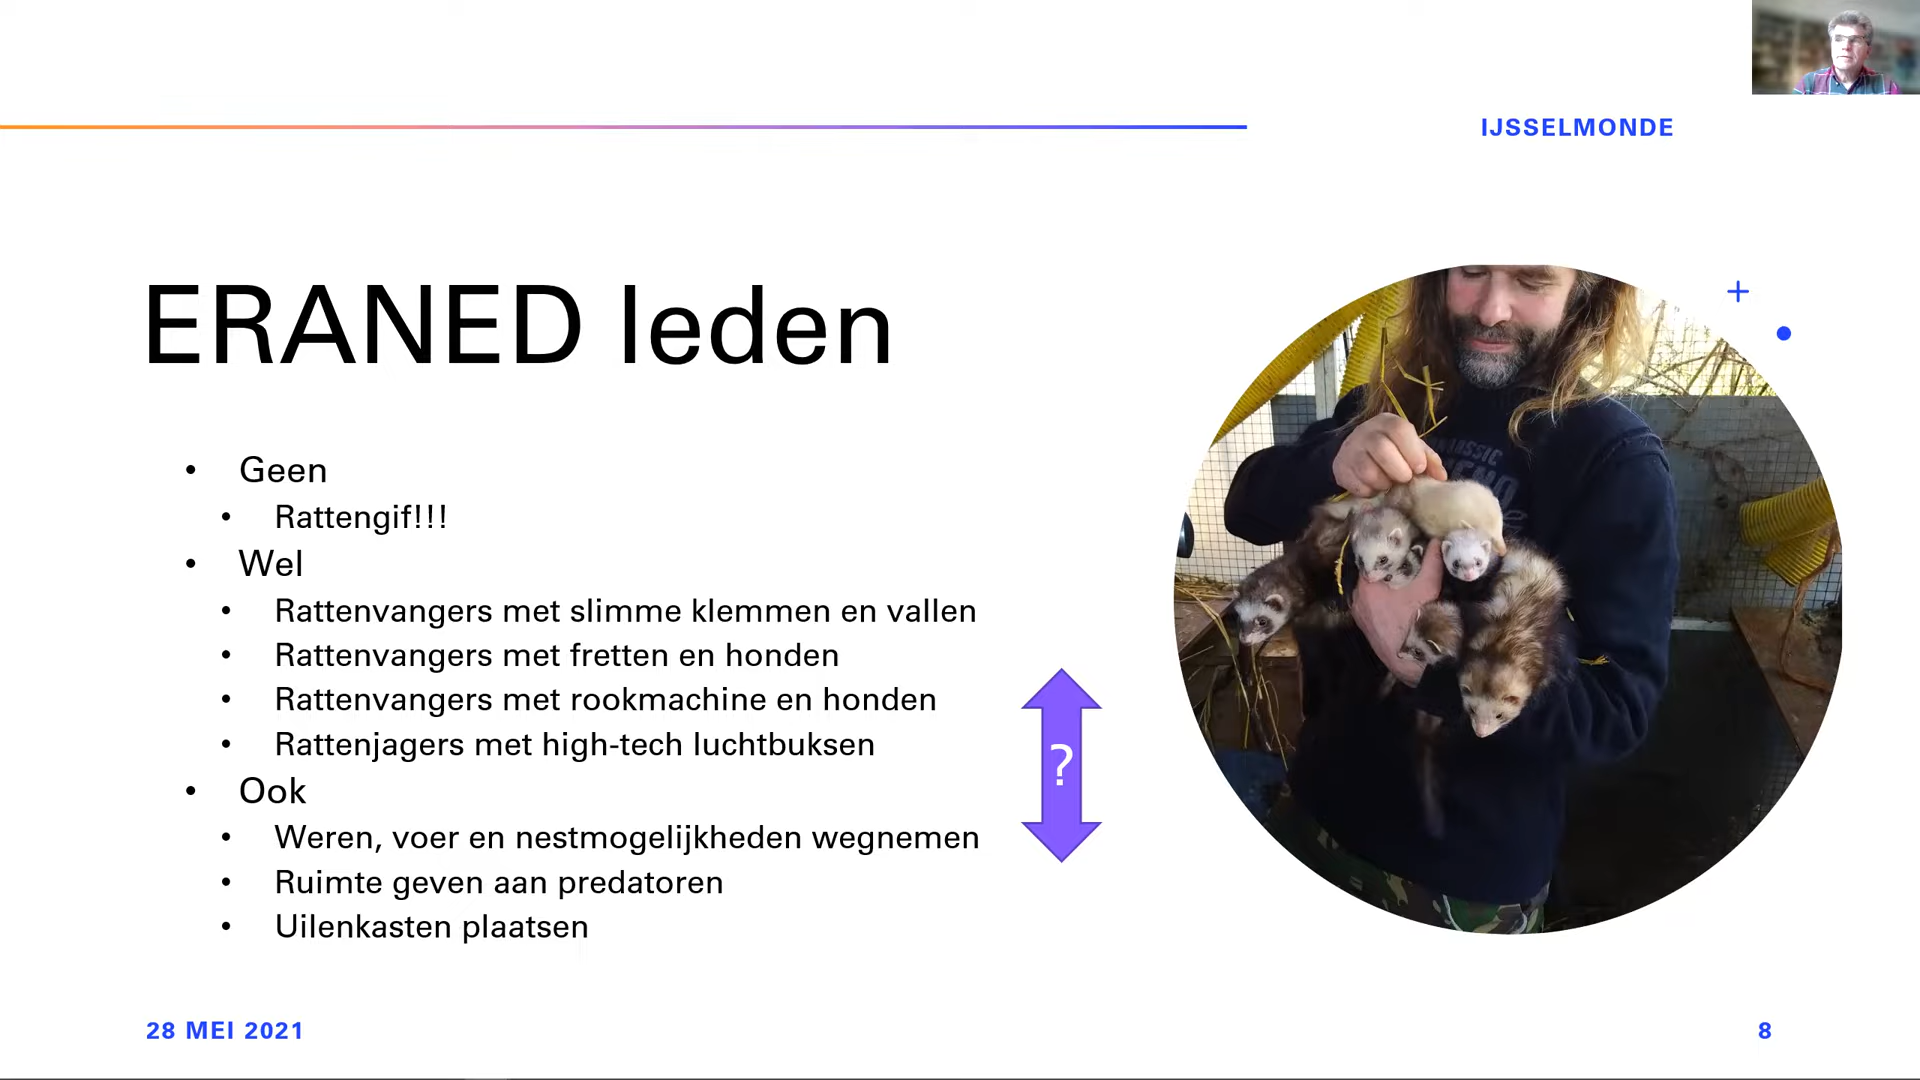 IJSSELMONDE
ERANED leden
• Geen
• Rattengif!!!
• Wel
• Rattenvangers met slimme klemmen en vallen
• Rattenvangers met fretten en honden
• Rattenvangers met rookmachine en honden
• Rattenjagers met high-tech luchtbuksen
?
• Ook
• Weren, voer en nestmogelijkheden wegnemen
• Ruimte geven aan predatoren
• Uilenkasten plaatsen
28 MEI 2021
8